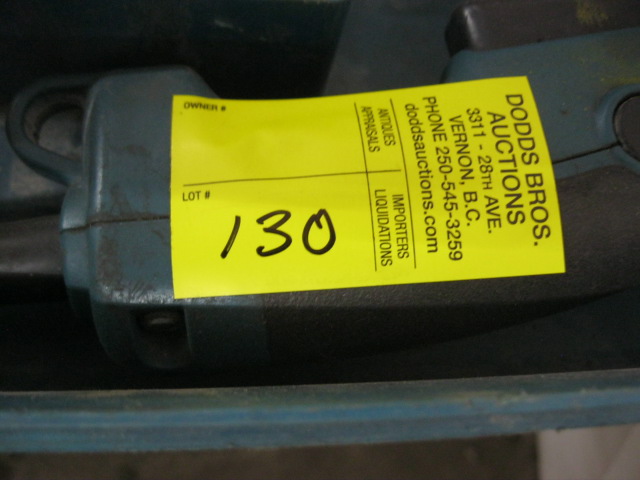 DODDS BROS.
AUCTIONS
3311 - 28TH AVE.
VERNON, B.C.
PHONE 250-545-3259
doddsauctions.com
ANTIQUES
APPRAISALS
IMPORTERS
LIQUIDATIONS
OWNER #
LOT #
130